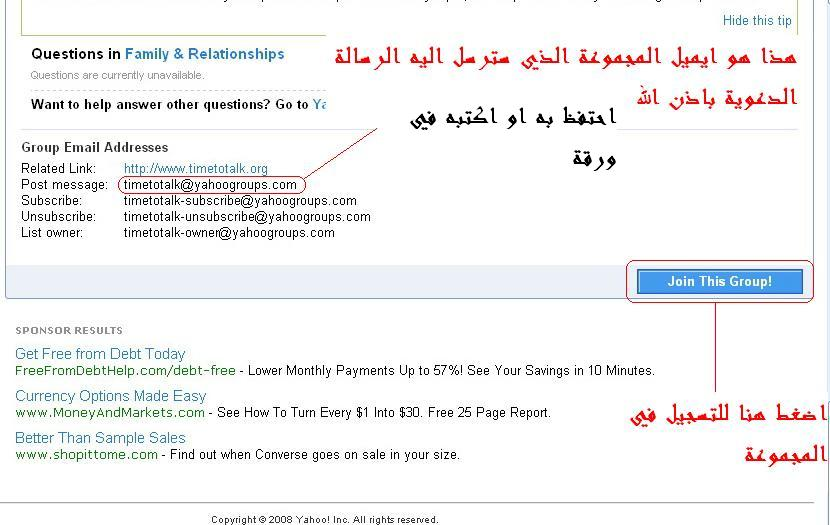 Hide this tip
Questions in Family & Relationships
Questions are currently unavailable.
Want to help answer other questions? Go to Ya
هذا هو ايميل المجموعة الذي سترسل اليه الرسالة
الدعوية باذن الله
احتفظ به او اكتبه في
ورقة
Group Email Addresses
Related Link: http://www.timetotalk.org
Post message: timetotalk@yahoogroups.com
Subscribe: timetotalk-subscribe@yahoogroups.com
Unsubscribe: timetotalk-unsubscribe@yahoogroups.com
List owner: timetotalk-owner@yahoogroups.com
Join This Group!
SPONSOR RESULTS
Get Free from Debt Today
FreeFromDebtHelp.com/debt-free - Lower Monthly Payments Up to 57%! See Your Savings in 10 Minutes.
Currency Options Made Easy
www.MoneyAndMarkets.com - See How To Turn Every $1 Into $30. Free 25 Page Report.
Better Than Sample Sales
www.shopittome.com - Find out when Converse goes on sale in your size.
اضغط هنا للتسجيل في
المجموعة
Copyright © 2008 Yahoo! Inc. All rights reserved.